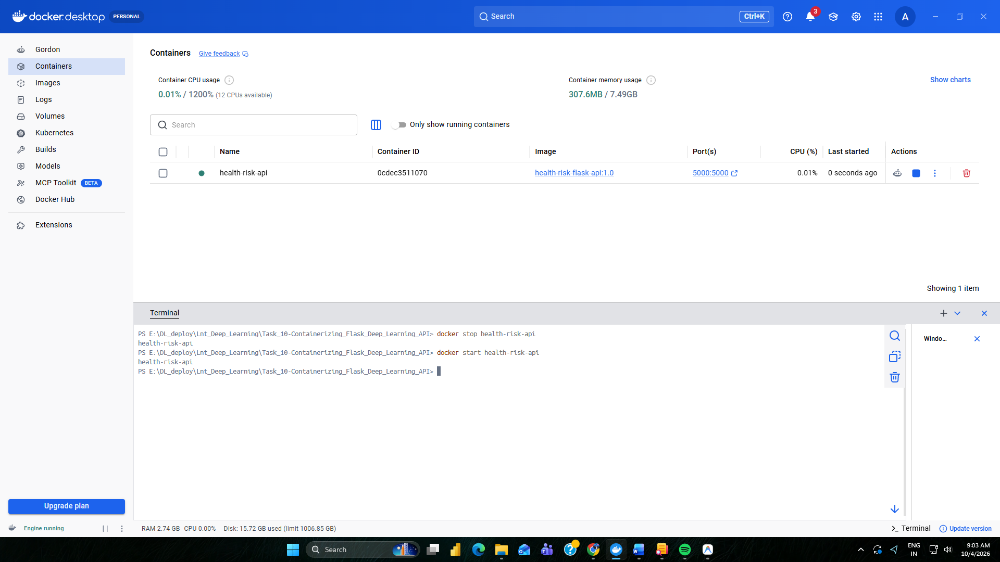 docker.desktop PERSONAL
Search Ctrl+K
3
A
Gordon
Containers
Images
Logs
Volumes
Kubernetes
Builds
Models
MCP Toolkit BETA
Docker Hub
Extensions
Upgrade plan
Containers Give feedback
Container CPU usage
0.01% / 1200% (12 CPUs available)
Container memory usage
307.6MB / 7.49GB
Show charts
Search
Only show running containers
Name Container ID Image Port(s) CPU (%) Last started Actions
health-risk-api 0cdec3511070 health-risk-flask-api:1.0 5000:5000 0.01% 0 seconds ago
Showing 1 item
Terminal
PS E:\DL_deploy\Lnt_Deep_Learning\Task_10-Containerizing_Flask_Deep_Learning_API> docker stop health-risk-api
health-risk-api
PS E:\DL_deploy\Lnt_Deep_Learning\Task_10-Containerizing_Flask_Deep_Learning_API> docker start health-risk-api
health-risk-api
PS E:\DL_deploy\Lnt_Deep_Learning\Task_10-Containerizing_Flask_Deep_Learning_API>
Windo...
Engine running
RAM 2.74 GB CPU 0.00% Disk: 15.72 GB used (limit 1006.85 GB)
Terminal
Update version
Search
ENG
IN
9:03 AM
10/4/2026